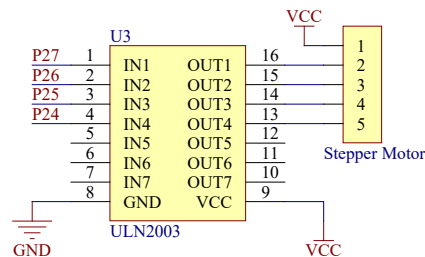 VCC
U3
P27 1 IN1 OUT1 16 1
P26 2 IN2 OUT2 15 2
P25 3 IN3 OUT3 14 3
P24 4 IN4 OUT4 13 4
5 IN5 OUT5 12 5
6 IN6 OUT6 11
7 IN7 OUT7 10
8 GND VCC 9
Stepper Motor
ULN2003
GND
VCC